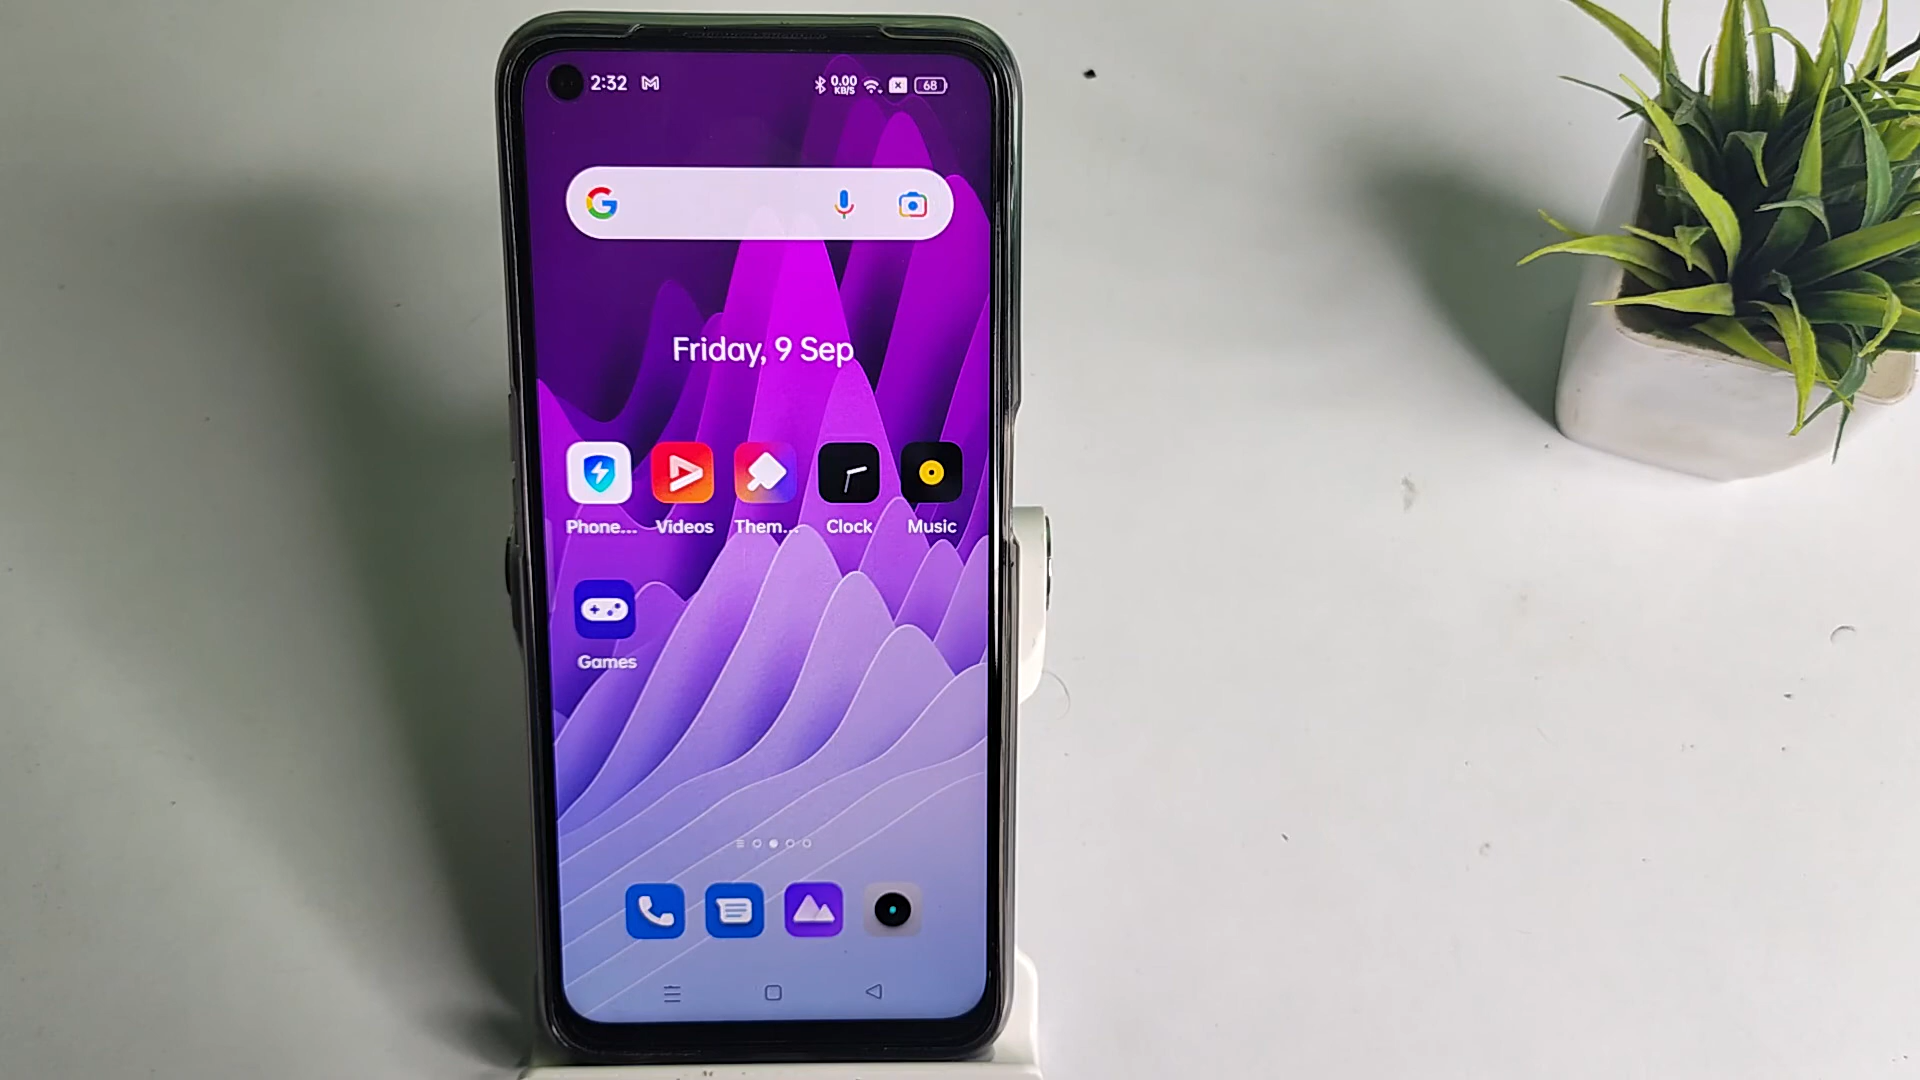 2:32 0.00 KB/S 68
Friday, 9 Sep
Phone... Videos Them... Clock Music
Games